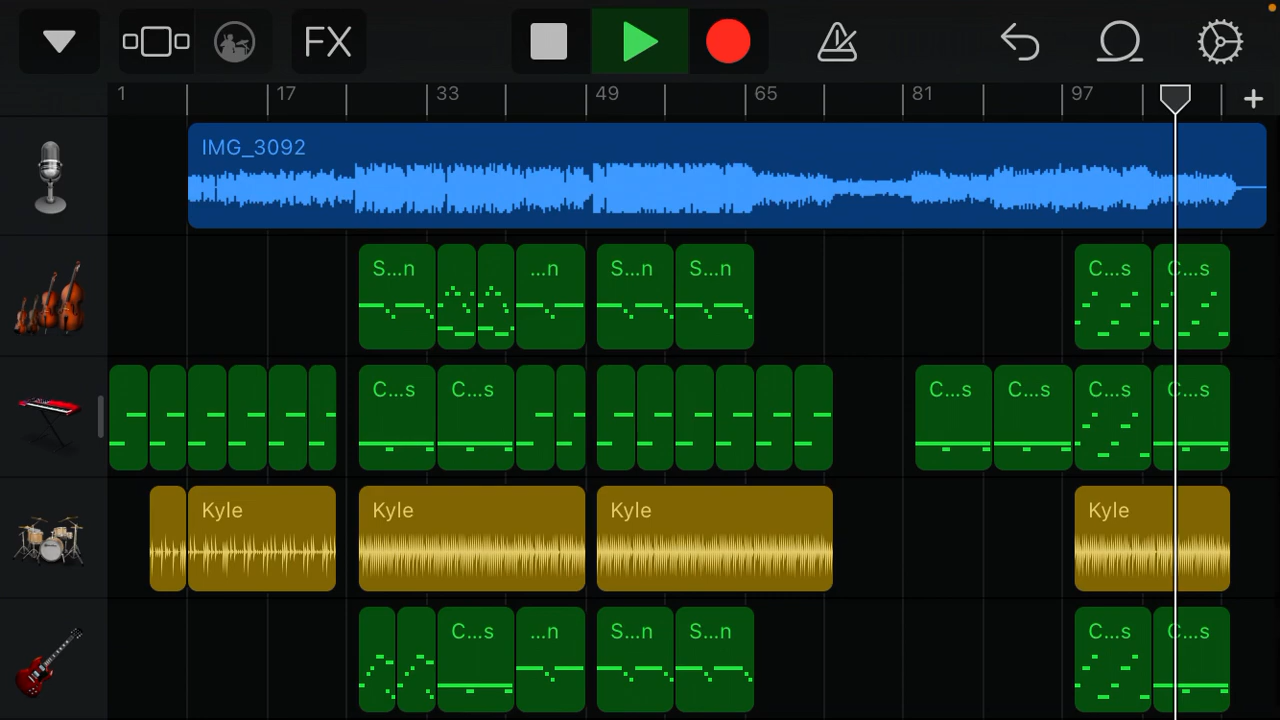 FX
1 17 33 49 65 81 97
IMG_3092
S...n ...n S...n S...n C...s C...s
C...s C...s C...s C...s C...s C...s
Kyle Kyle Kyle Kyle
C...s ...n S...n S...n C...s C...s